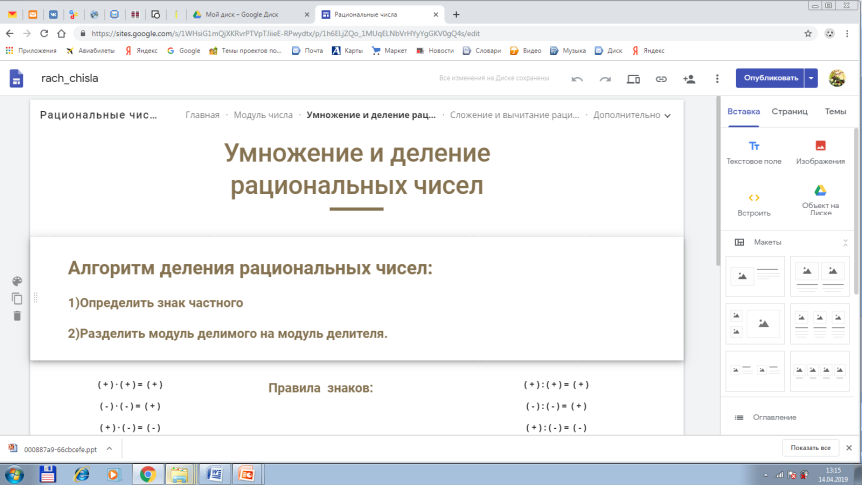 Мой диск – Google Диск
Рациональные числа
https://sites.google.com/s/1WHsiG1mQjXKRvrPTVpTJieE-RPwydtx/p/1h6ELjZQo_1MUqELNbVrHYyYgGKV0gQ4s/edit
Приложения Авиабилеты Яндекс Google Темы проектов по... Почта Карты Маркет Новости Словари Видео Музыка Диск Яндекс
rach_chisla
Все изменения на Диске сохранены
Опубликовать
Рациональные чис... Главная Модуль числа Умножение и деление рац... Сложение и вычитание раци... Дополнительно
Вставка Страниц Темы
Умножение и деление
рациональных чисел
Текстовое поле Изображения
Встроить Объект на Диске
Макеты
Алгоритм деления рациональных чисел:
1)Определить знак частного
2)Разделить модуль делимого на модуль делителя.
(+)·(+)= (+) Правила знаков: (+):(+)= (+)
(-)·(-)= (+) (-):(-)= (+)
(+)·(-)= (-) (+):(-)= (-)
Оглавление
000887a9-66cbcefe.ppt
Показать все
13:15
14.04.2019